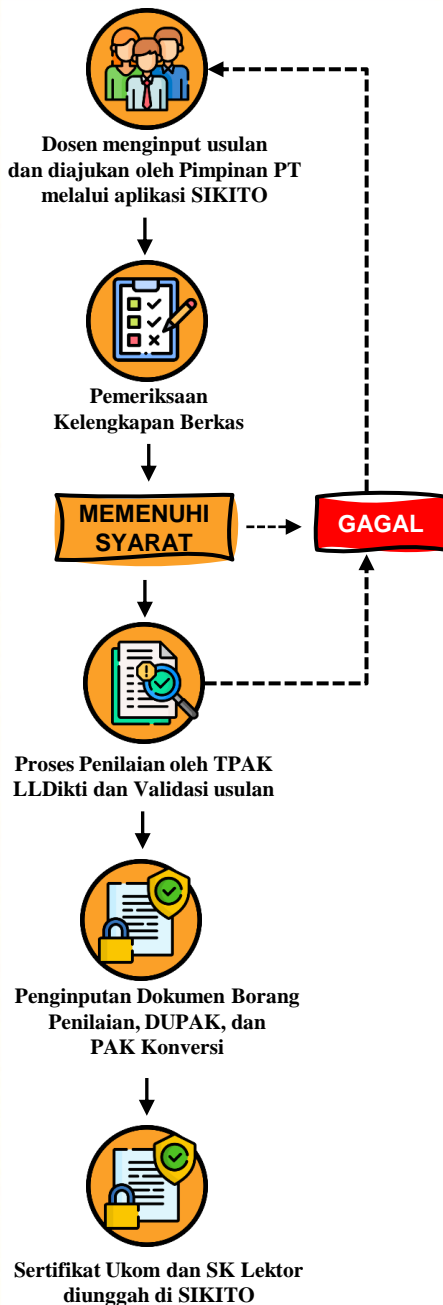 Dosen menginput usulan
dan diajukan oleh Pimpinan PT
melalui aplikasi SIKITO
Pemeriksaan
Kelengkapan Berkas
MEMENUHI
SYARAT
GAGAL
Proses Penilaian oleh TPAK
LLDikti dan Validasi usulan
Penginputan Dokumen Borang
Penilaian, DUPAK, dan
PAK Konversi
Sertifikat Ukom dan SK Lektor
diunggah di SIKITO